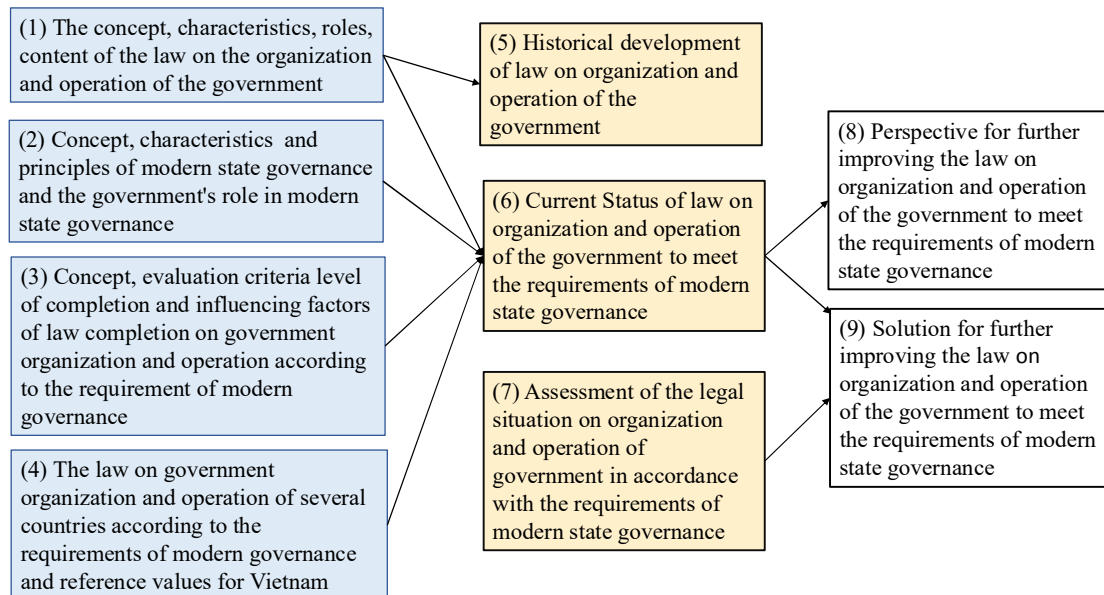 (1) The concept, characteristics, roles,
content of the law on the organization
and operation of the government
(2) Concept, characteristics and
principles of modern state governance
and the government's role in modern
state governance
(3) Concept, evaluation criteria level
of completion and influencing factors
of law completion on government
organization and operation according
to the requirement of modern
governance
(4) The law on government
organization and operation of several
countries according to the
requirements of modern governance
and reference values for Vietnam
(5) Historical development
of law on organization and
operation of the
government
(6) Current Status of law on
organization and operation
of the government to meet
the requirements of modern
state governance
(7) Assessment of the legal
situation on organization
and operation of
government in accordance
with the requirements of
modern state governance
(8) Perspective for further
improving the law on
organization and operation
of the government to meet
the requirements of modern
state governance
(9) Solution for further
improving the law on
organization and operation
of the government to meet
the requirements of modern
state governance